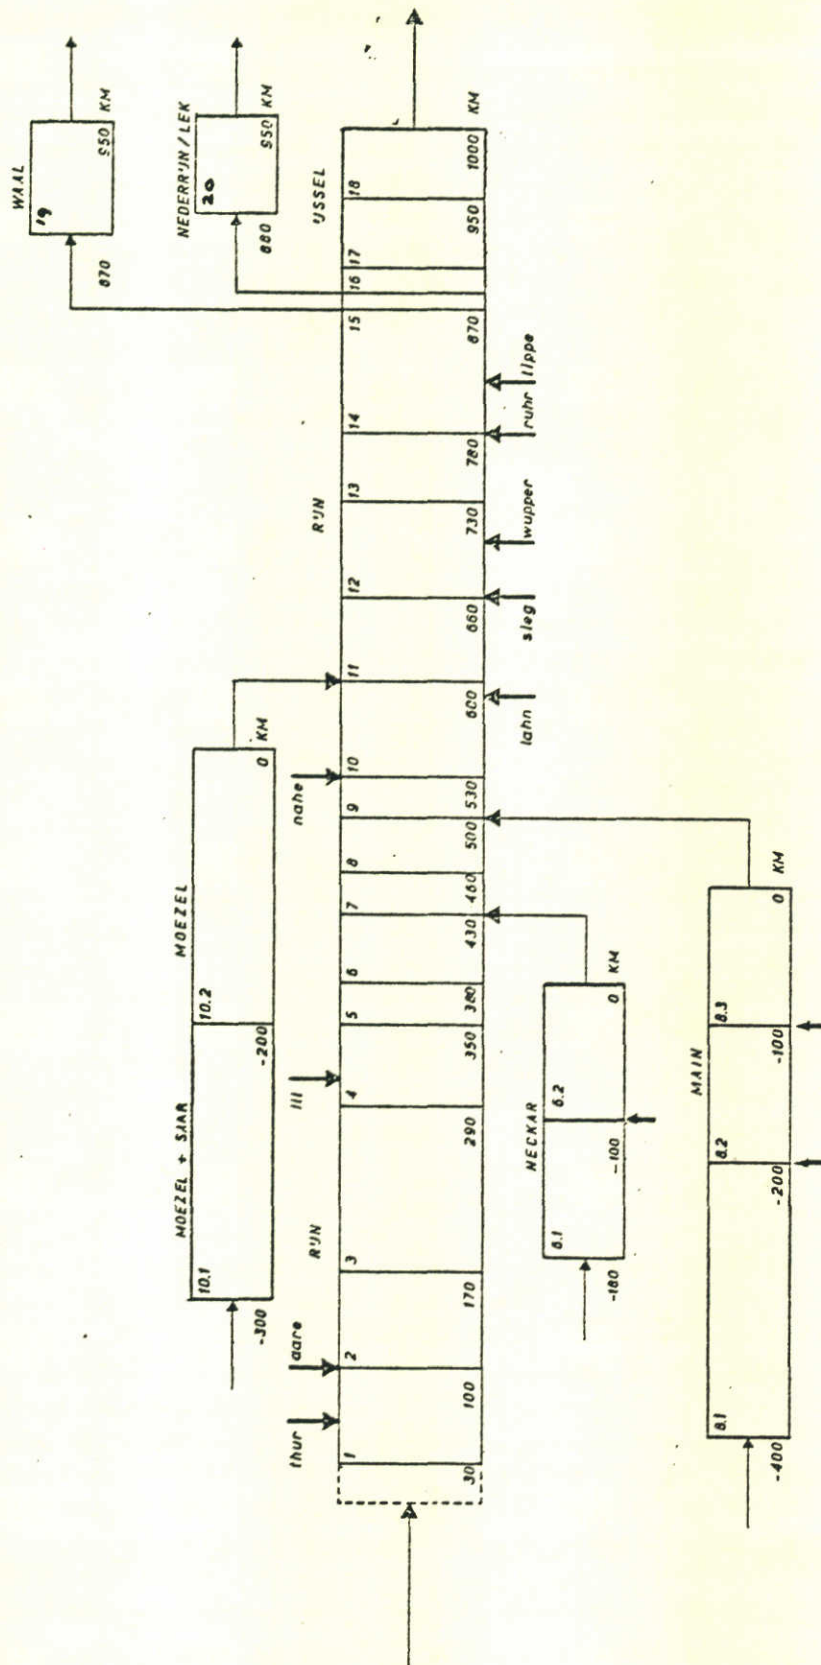 WAAL
19
870 950 KM
MOEZEL + SAAR MOEZEL NEDERRIJN / LEK
10.1 10.2 20
-300 -200 0 KM 880 950 KM
thur aare ill nahe
RIJN RIJN IJSSEL
1 2 3 4 5 6 7 8 9 10 11 12 13 14 15 16 17 18
30 100 170 290 350 380 430 460 500 530 600 660 730 780 870 950 1000 KM
lahn sieg wupper ruhr lippe
NECKAR
6.1 6.2
-180 -100 0 KM
MAIN
8.1 8.2 8.3
-400 -200 -100 0 KM